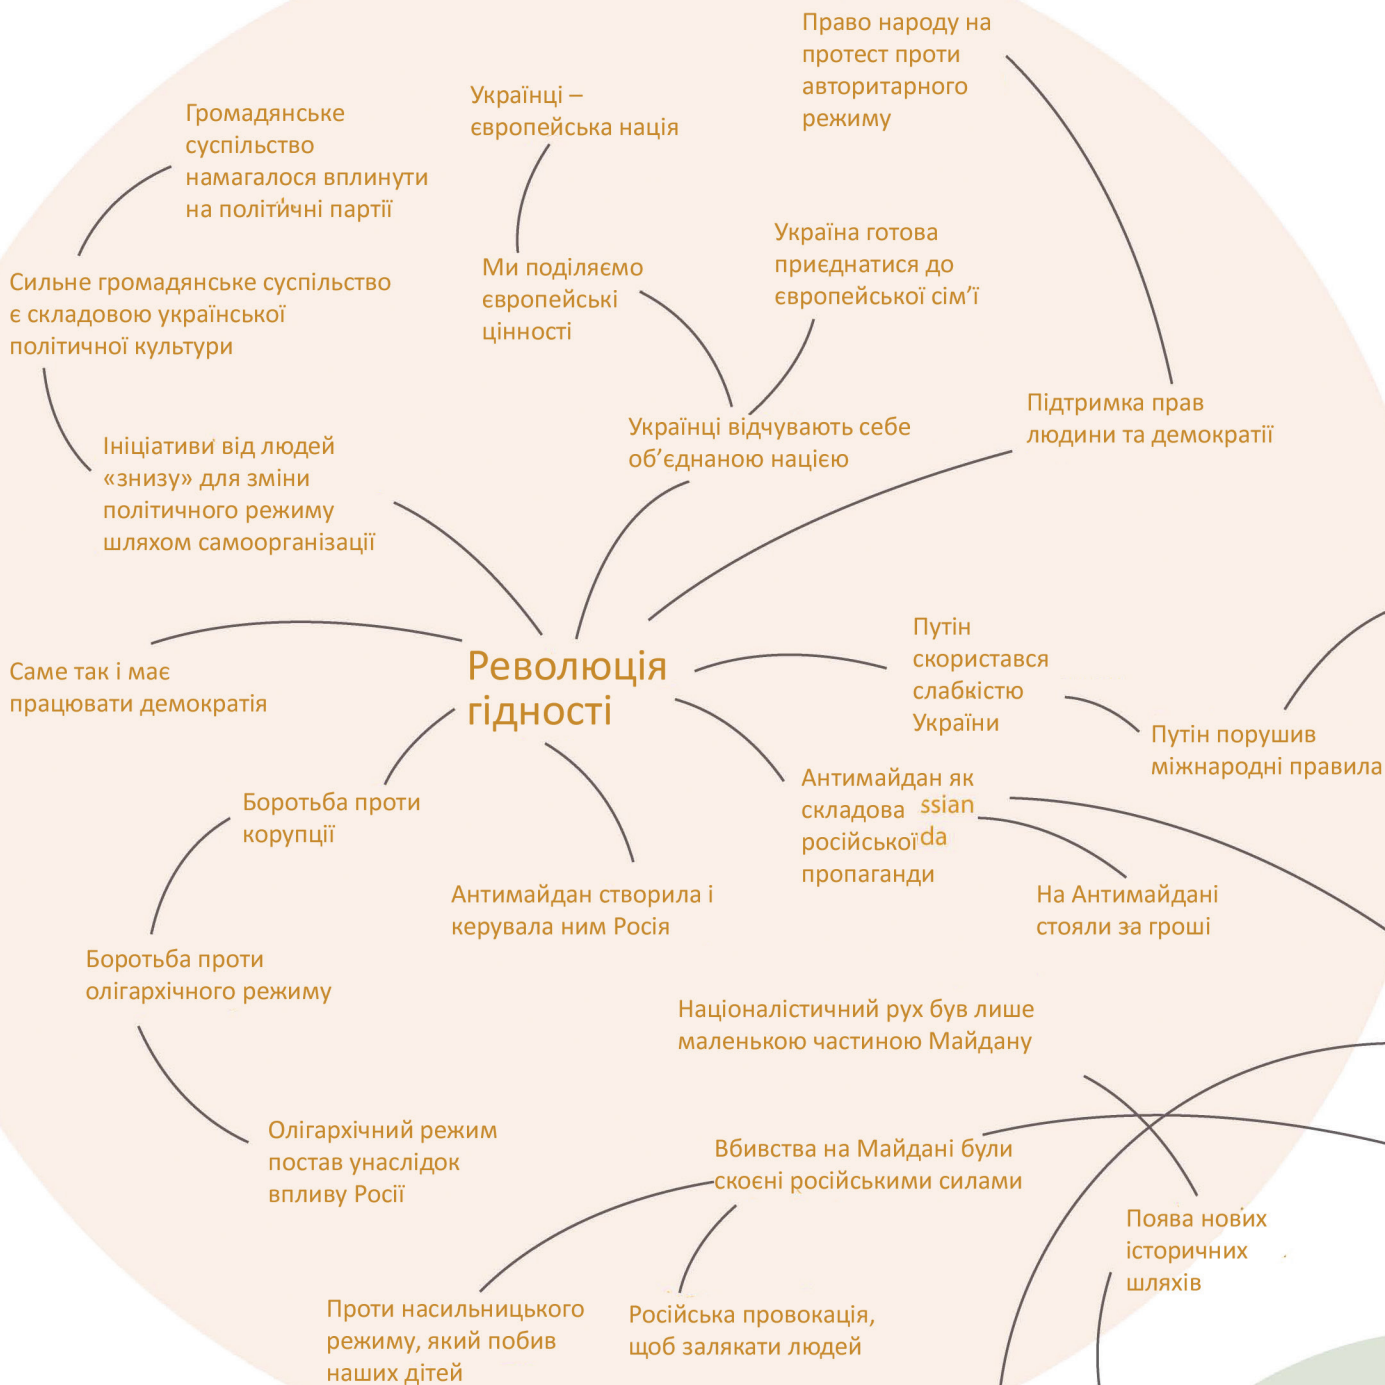 Право народу на
протест проти
авторитарного
режиму
Українці –
європейська нація
Громадянське
суспільство
намагалося вплинути
на політичні партії
Україна готова
приєднатися до
європейської сім’ї
Ми поділяємо
європейські
цінності
Сильне громадянське суспільство
є складовою української
політичної культури
Підтримка прав
людини та демократії
Українці відчувають себе
об’єднаною нацією
Ініціативи від людей
«знизу» для зміни
політичного режиму
шляхом самоорганізації
Путін
скористався
слабкістю
України
Революція
гідності
Саме так і має
працювати демократія
Путін порушив
міжнародні правила
Антимайдан як
складова ssian
російської da
пропаганди
Боротьба проти
корупції
Антимайдан створила і
керувала ним Росія
На Антимайдані
стояли за гроші
Боротьба проти
олігархічного режиму
Націоналістичний рух був лише
маленькою частиною Майдану
Олігархічний режим
постав унаслідок
впливу Росії
Вбивства на Майдані були
скоєні російськими силами
Поява нових
історичних
шляхів
Проти насильницького
режиму, який побив
наших дітей
Російська провокація,
щоб залякати людей